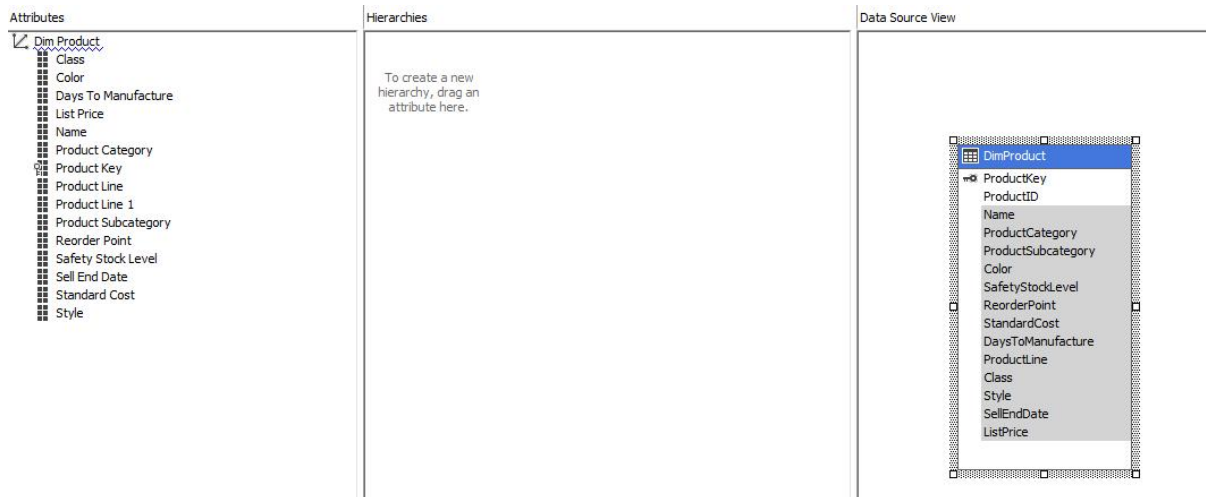 Attributes
Dim Product
Class
Color
Days To Manufacture
List Price
Name
Product Category
Product Key
Product Line
Product Line 1
Product Subcategory
Reorder Point
Safety Stock Level
Sell End Date
Standard Cost
Style
Hierarchies
To create a new
hierarchy, drag an
attribute here.
Data Source View
DimProduct
ProductKey
ProductID
Name
ProductCategory
ProductSubcategory
Color
SafetyStockLevel
ReorderPoint
StandardCost
DaysToManufacture
ProductLine
Class
Style
SellEndDate
ListPrice